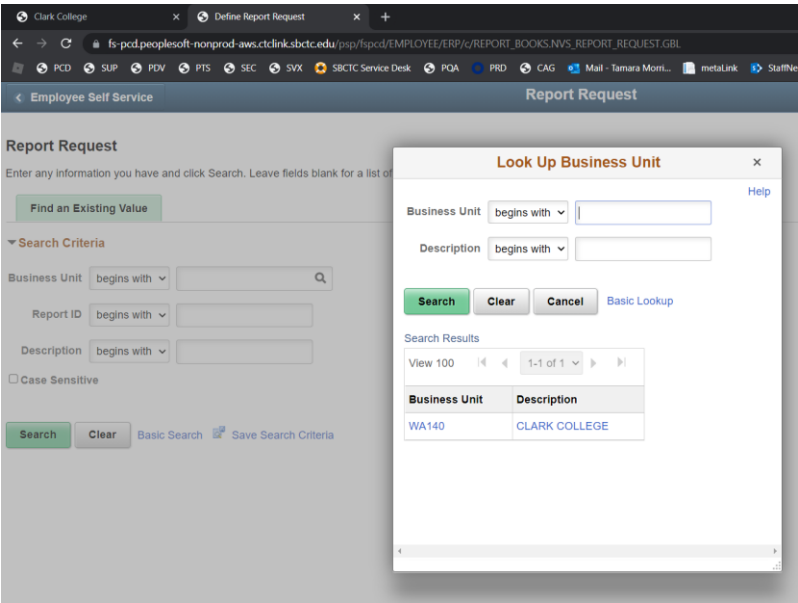 Clark College × Define Report Request × +
fs-pcd.peoplesoft-nonprod-aws.ctclink.sbctc.edu/psp/fspcd/EMPLOYEE/ERP/c/REPORT_BOOKS.NVS_REPORT_REQUEST.GBL
PCD SUP PDV PTS SEC SVX SBCTC Service Desk PQA PRD CAG Mail - Tamara Morri... metaLink StaffNe
Employee Self Service Report Request
Report Request
Enter any information you have and click Search. Leave fields blank for a list of
Find an Existing Value
Search Criteria
Business Unit begins with
Report ID begins with
Description begins with
Case Sensitive
Search Clear Basic Search Save Search Criteria
Look Up Business Unit ×
Help
Business Unit begins with
Description begins with
Search Clear Cancel Basic Lookup
Search Results
View 100 1-1 of 1
Business Unit Description
WA140 CLARK COLLEGE